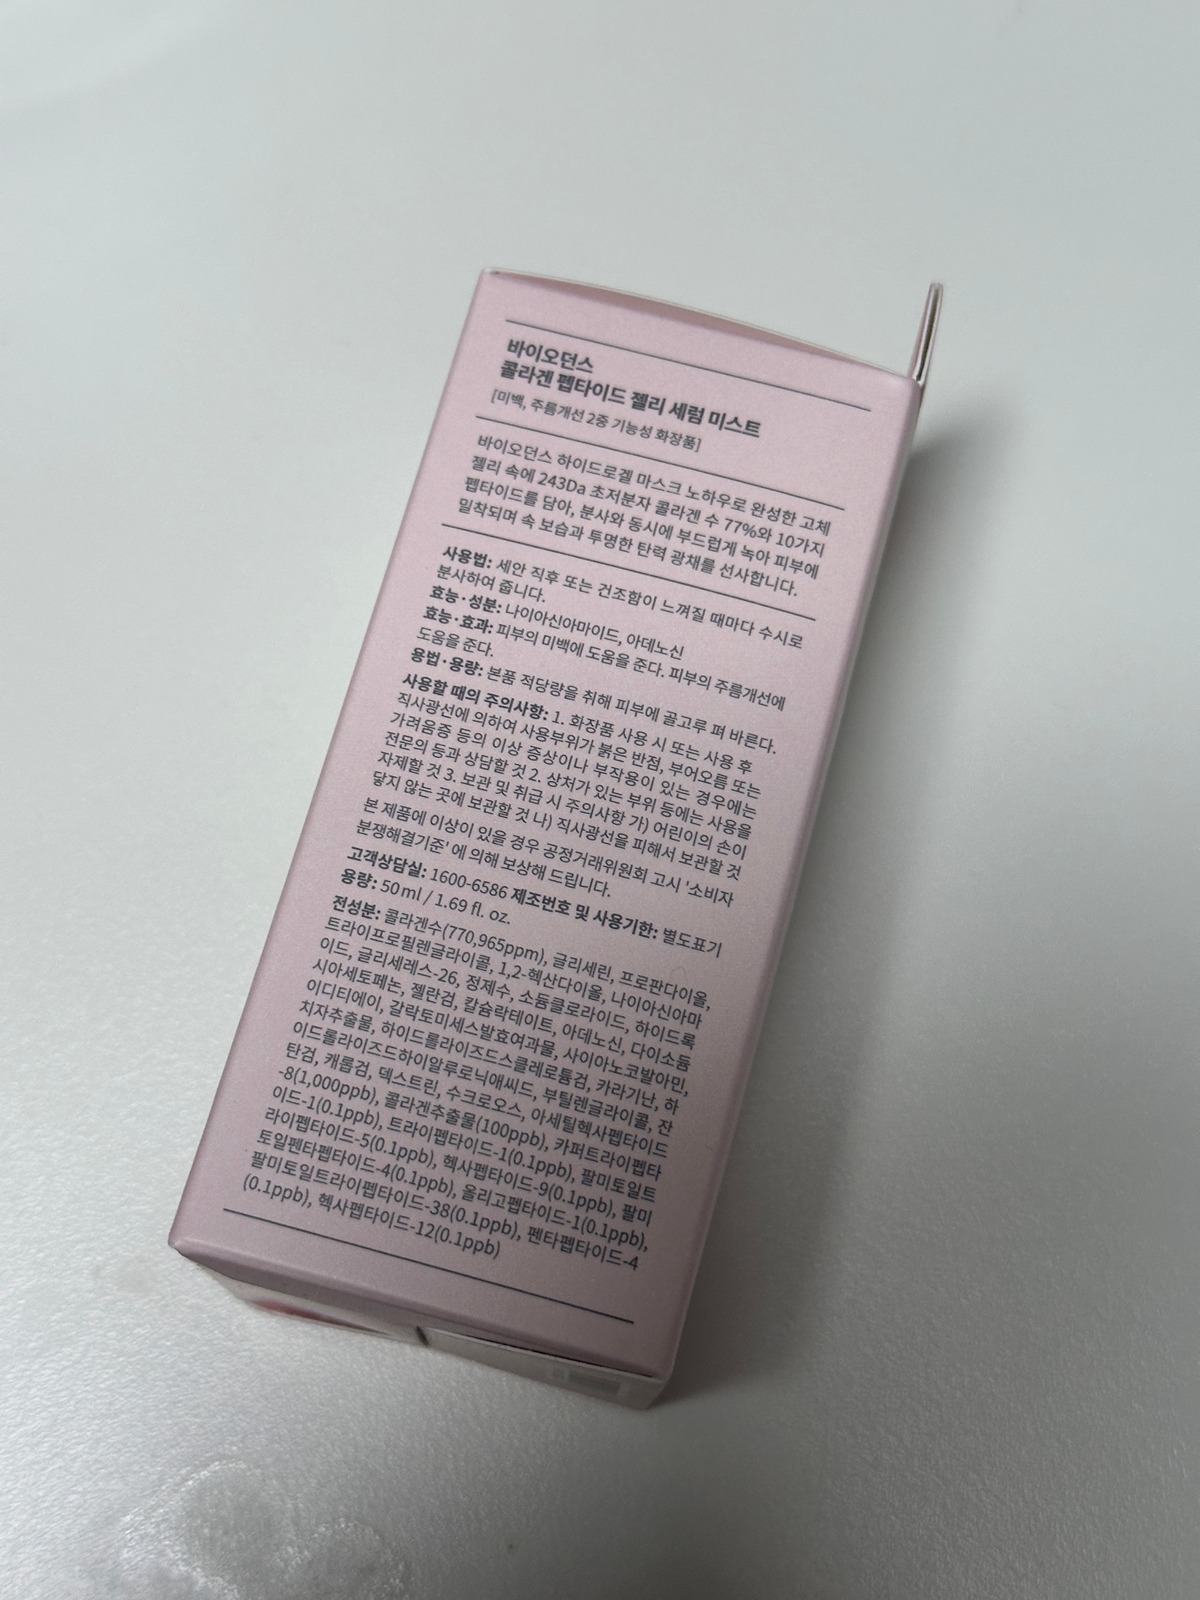 바이오던스
콜라겐 펩타이드 젤리 세럼 미스트
[미백, 주름개선 2중 기능성 화장품]
바이오던스 하이드로겔 마스크 노하우로 완성한 고체
젤리 속에 243Da 초저분자 콜라겐 수 77%와 10가지
펩타이드를 담아, 분사와 동시에 부드럽게 녹아 피부에
밀착되며 속 보습과 투명한 탄력 광채를 선사합니다.
사용법: 세안 직후 또는 건조함이 느껴질 때마다 수시로
분사하여 줍니다.
효능·성분: 나이아신아마이드, 아데노신
효능·효과: 피부의 미백에 도움을 준다. 피부의 주름개선에
도움을 준다.
용법·용량: 본품 적당량을 취해 피부에 골고루 펴 바른다.
사용할 때의 주의사항: 1. 화장품 사용 시 또는 사용 후
직사광선에 의하여 사용부위가 붉은 반점, 부어오름 또는
가려움증 등의 이상 증상이나 부작용이 있는 경우에는
전문의 등과 상담할 것 2. 상처가 있는 부위 등에는 사용을
자제할 것 3. 보관 및 취급 시 주의사항 가) 어린이의 손이
닿지 않는 곳에 보관할 것 나) 직사광선을 피해서 보관할 것
본 제품에 이상이 있을 경우 공정거래위원회 고시 '소비자
분쟁해결기준' 에 의해 보상해 드립니다.
고객상담실: 1600-6586 제조번호 및 사용기한: 별도표기
용량: 50ml / 1.69 fl. oz.
전성분: 콜라겐수(770,965ppm), 글리세린, 프로판다이올,
트라이프로필렌글라이콜, 1,2-헥산다이올, 나이아신아마
이드, 글리세레스-26, 정제수, 소듐클로라이드, 하이드록
시아세토페논, 젤란검, 칼슘락테이트, 아데노신, 다이소듐
이디티에이, 갈락토미세스발효여과물, 사이아노코발아민,
치자추출물, 하이드롤라이즈드스클레로튬검, 카라기난, 하
이드롤라이즈드하이알루로닉애씨드, 부틸렌글라이콜, 잔
탄검, 캐롭검, 덱스트린, 수크로오스, 아세틸헥사펩타이드
-8(1,000ppb), 콜라겐추출물(100ppb), 카퍼트라이펩타
이드-1(0.1ppb), 트라이펩타이드-1(0.1ppb), 팔미토일트
라이펩타이드-5(0.1ppb), 헥사펩타이드-9(0.1ppb), 팔미
토일펜타펩타이드-4(0.1ppb), 올리고펩타이드-1(0.1ppb),
팔미토일트라이펩타이드-38(0.1ppb), 펜타펩타이드-4
(0.1ppb), 헥사펩타이드-12(0.1ppb)